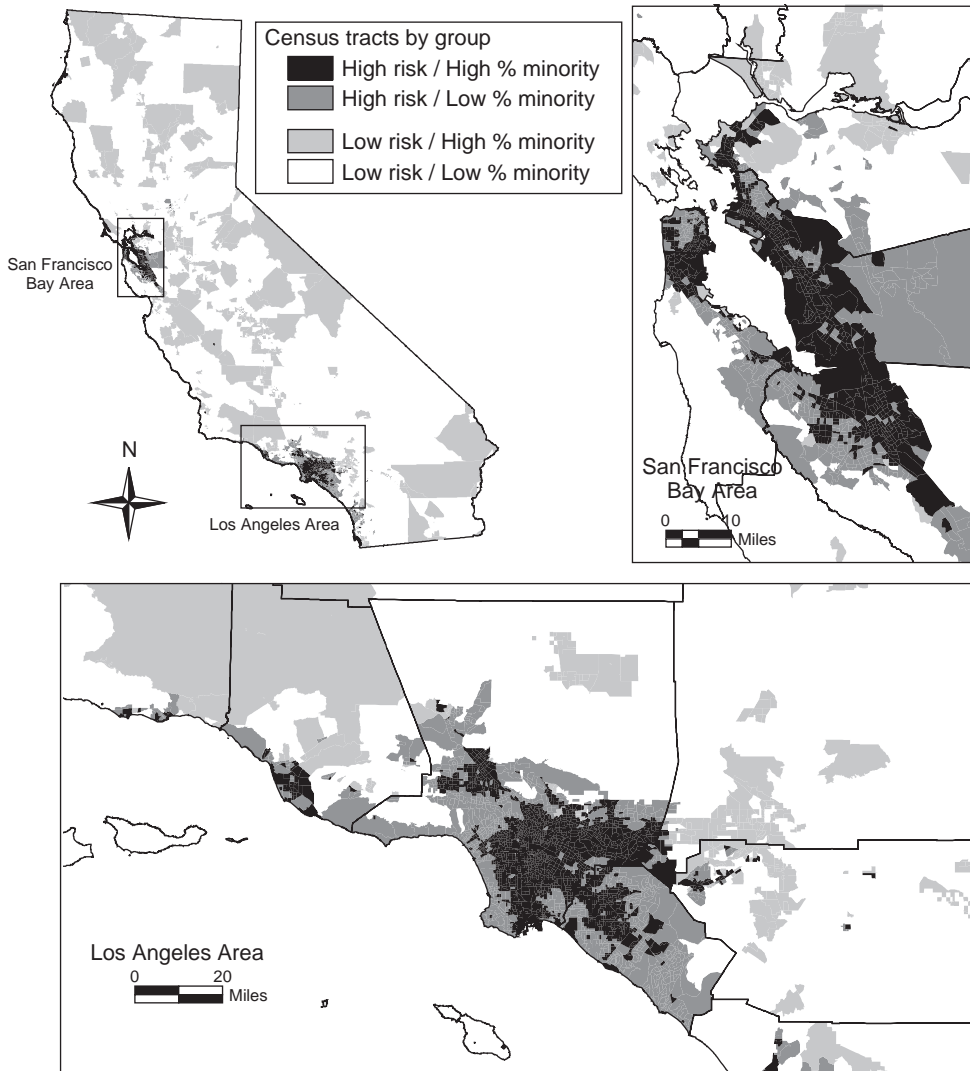 Census tracts by group
High risk / High % minority
High risk / Low % minority
Low risk / High % minority
Low risk / Low % minority
San Francisco
Bay Area
N
Los Angeles Area
San Francisco
Bay Area
0 10
Miles
Los Angeles Area
0 20
Miles